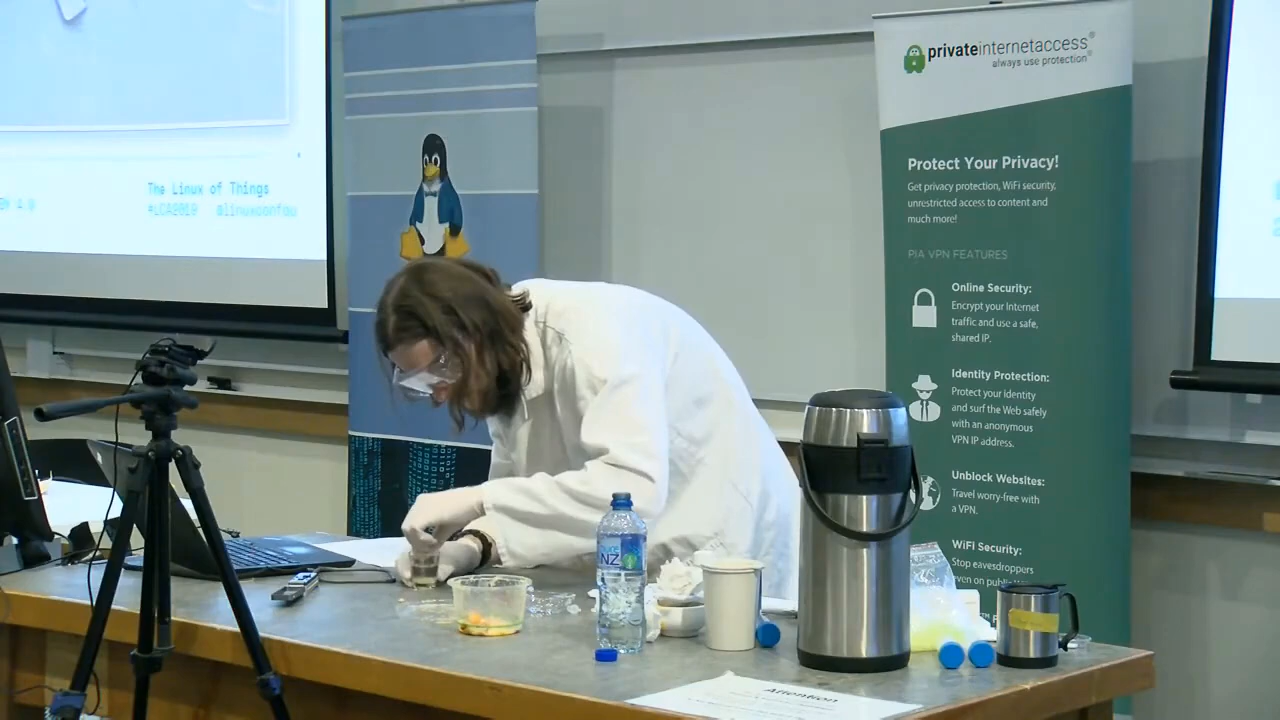 The Linux of Things
#LCA2019 @linuxconfau
privateinternetaccess®
always use protection®
Protect Your Privacy!
Get privacy protection, WiFi security,
unrestricted access to content and
much more!
PIA VPN FEATURES
Online Security:
Encrypt your Internet
traffic and use a safe,
shared IP.
Identity Protection:
Protect your identity
and surf the Web safely
with an anonymous
VPN IP address.
Unblock Websites:
Travel worry-free with
a VPN.
WiFi Security:
Stop eavesdroppers
NZ
Attention